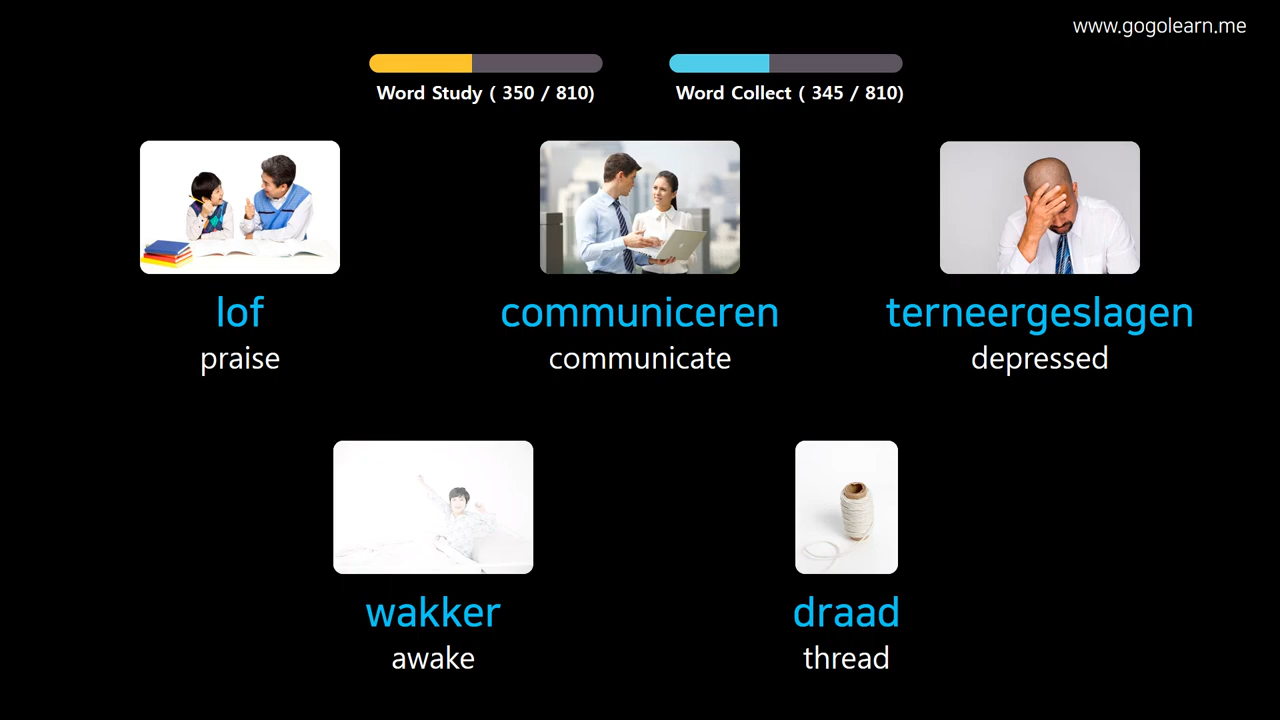 www.gogolearn.me
Word Study ( 350 / 810)
Word Collect ( 345 / 810)
lof
praise
communiceren
communicate
terneergeslagen
depressed
wakker
awake
draad
thread